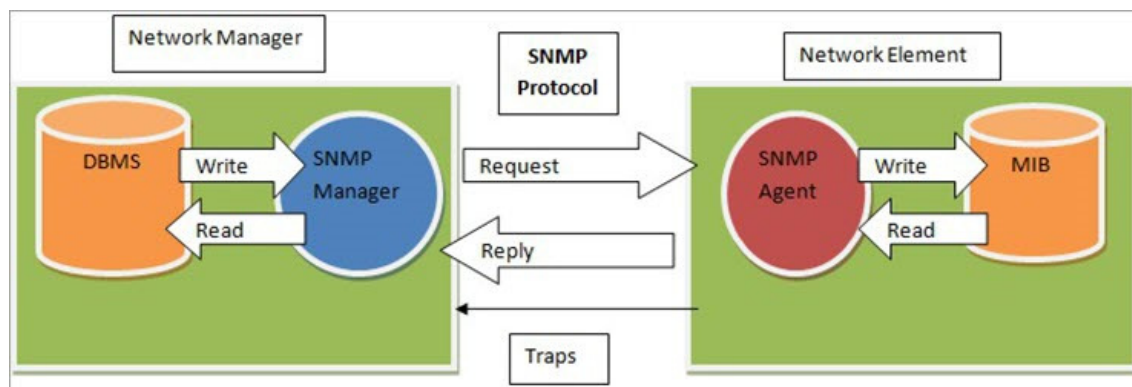 Network Manager
SNMP
Protocol
Network Element
DBMS
Write
SNMP
Manager
Read
Request
Reply
SNMP
Agent
Write
MIB
Read
Traps